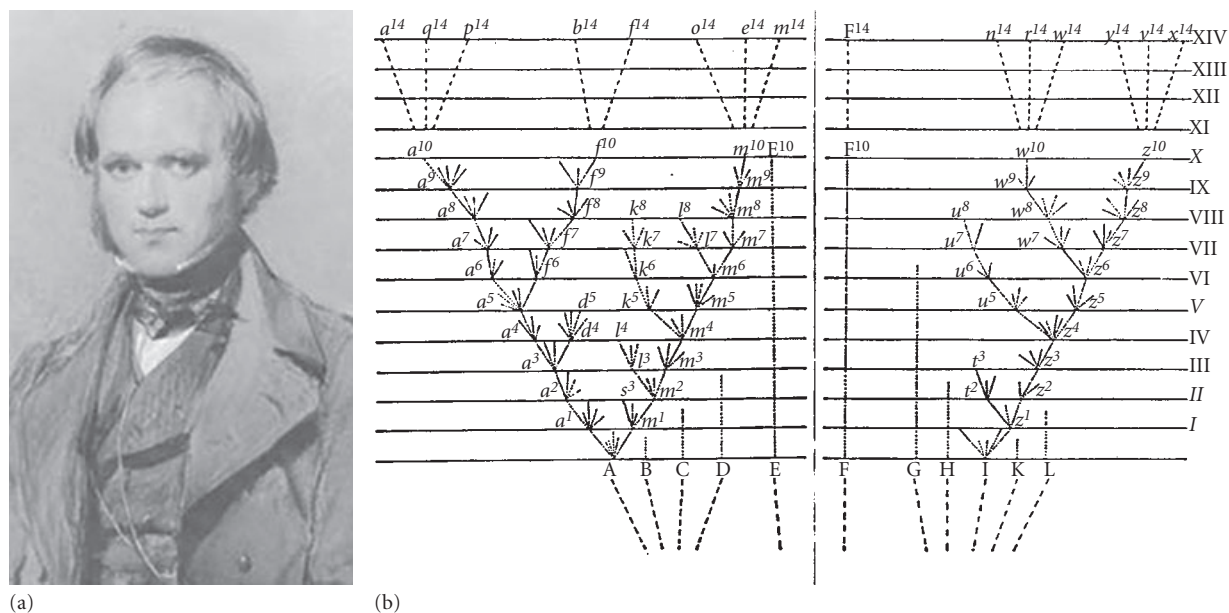 a¹⁴ q¹⁴ p¹⁴ b¹⁴ f¹⁴ o¹⁴ e¹⁴ m¹⁴ F¹⁴ n¹⁴ r¹⁴ w¹⁴ y¹⁴ v¹⁴ x¹⁴ XIV
XIII
XII
XI
a¹⁰ f¹⁰ m¹⁰ E¹⁰ F¹⁰ w¹⁰ z¹⁰ X
a⁹ f⁹ m⁹ w⁹ z⁹ IX
a⁸ f⁸ k⁸ l⁸ m⁸ u⁸ w⁸ z⁸ VIII
a⁷ f⁷ k⁷ l⁷ m⁷ u⁷ w⁷ z⁷ VII
a⁶ f⁶ k⁶ m⁶ u⁶ z⁶ VI
a⁵ d⁵ k⁵ m⁵ u⁵ z⁵ V
a⁴ d⁴ l⁴ m⁴ z⁴ IV
a³ l³ m³ t³ z³ III
a² s³ m² t² z² II
a¹ m¹ z¹ I
A B C D E F G H I K L
(a) (b)